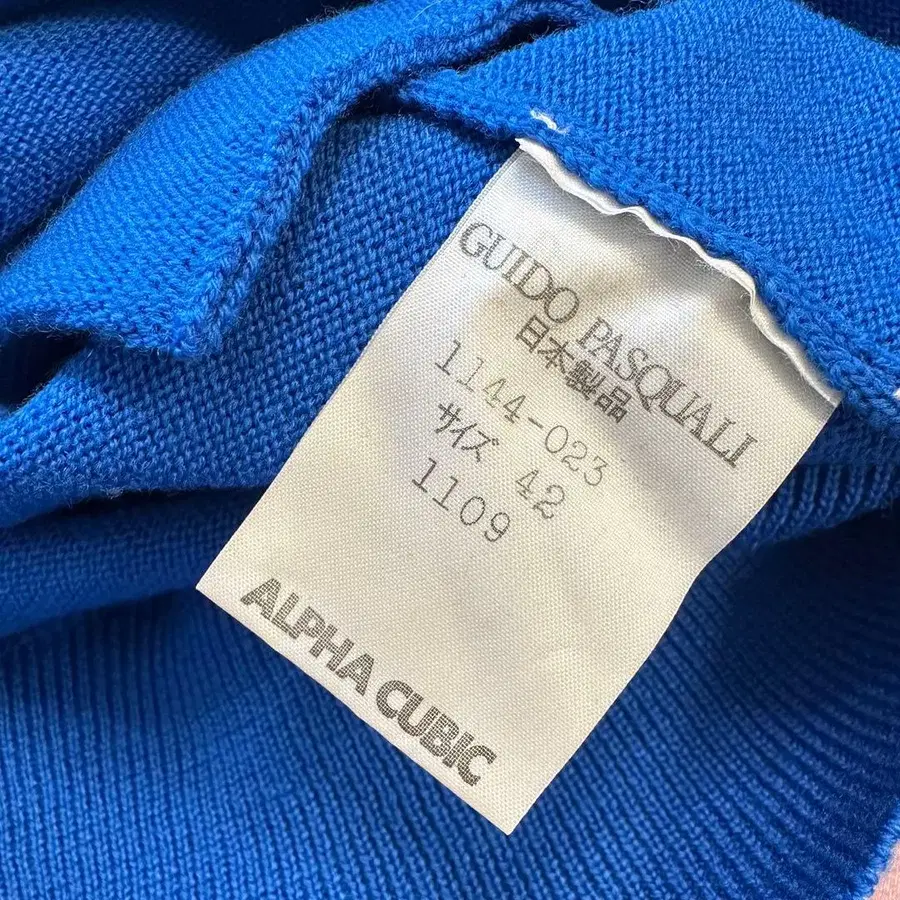 GUIDO PASQUALI
日本製品
1144-023
サイズ 42
1109
ALPHA CUBIC